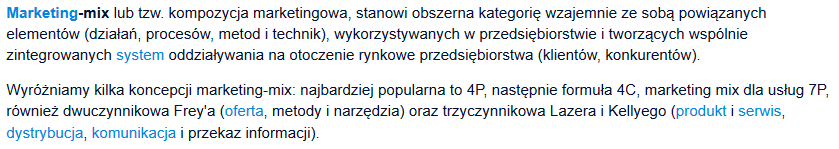 Marketing-mix lub tzw. kompozycja marketingowa, stanowi obszerna kategorię wzajemnie ze sobą powiązanych
elementów (działań, procesów, metod i technik), wykorzystywanych w przedsiębiorstwie i tworzących wspólnie
zintegrowanych system oddziaływania na otoczenie rynkowe przedsiębiorstwa (klientów, konkurentów).
Wyróżniamy kilka koncepcji marketing-mix: najbardziej popularna to 4P, następnie formuła 4C, marketing mix dla usług 7P,
również dwuczynnikowa Frey'a (oferta, metody i narzędzia) oraz trzyczynnikowa Lazera i Kellyego (produkt i serwis,
dystrybucja, komunikacja i przekaz informacji).